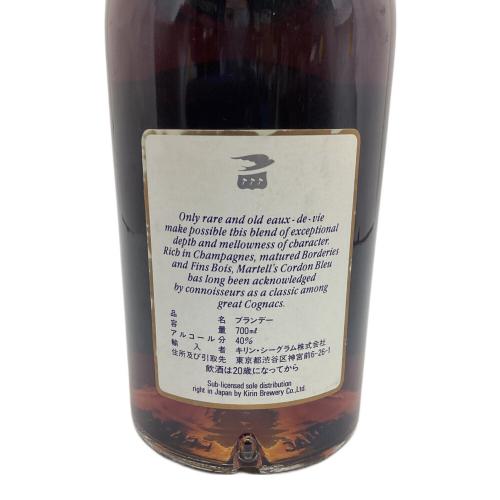 Only rare and old eaux-de-vie
make possible this blend of exceptional
depth and mellowness of character.
Rich in Champagnes, matured Borderies
and Fins Bois, Martell's Cordon Bleu
has long been acknowledged
by connoisseurs as a classic among
great Cognacs.
品名 ブランデー
容量 700ml
アルコール分 40%
輸入者 キリン・シーグラム株式会社
住所及び引取先 東京都渋谷区神宮前6-26-1
飲酒は20歳になってから
Sub-licensed sole distribution
right in Japan by Kirin Brewery Co., Ltd.